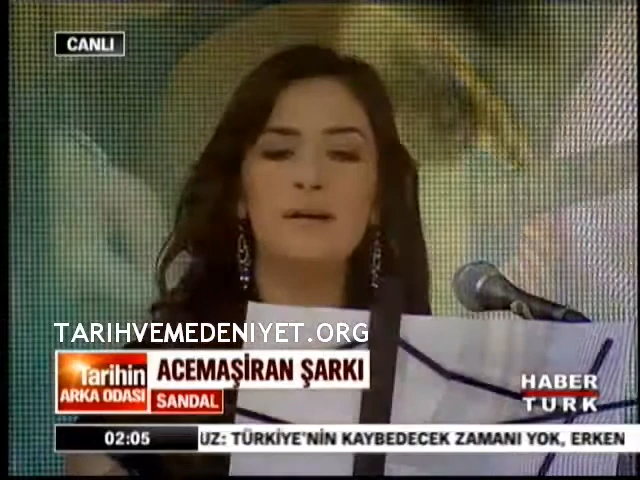 CANLI
TARIHVEMEDENIYET.ORG
Tarihin
ARKA ODASI
ACEMAŞİRAN ŞARKI
SANDAL
HABER
TURK
02:05
UZ: TÜRKİYE'NİN KAYBEDECEK ZAMANI YOK, ERKEN